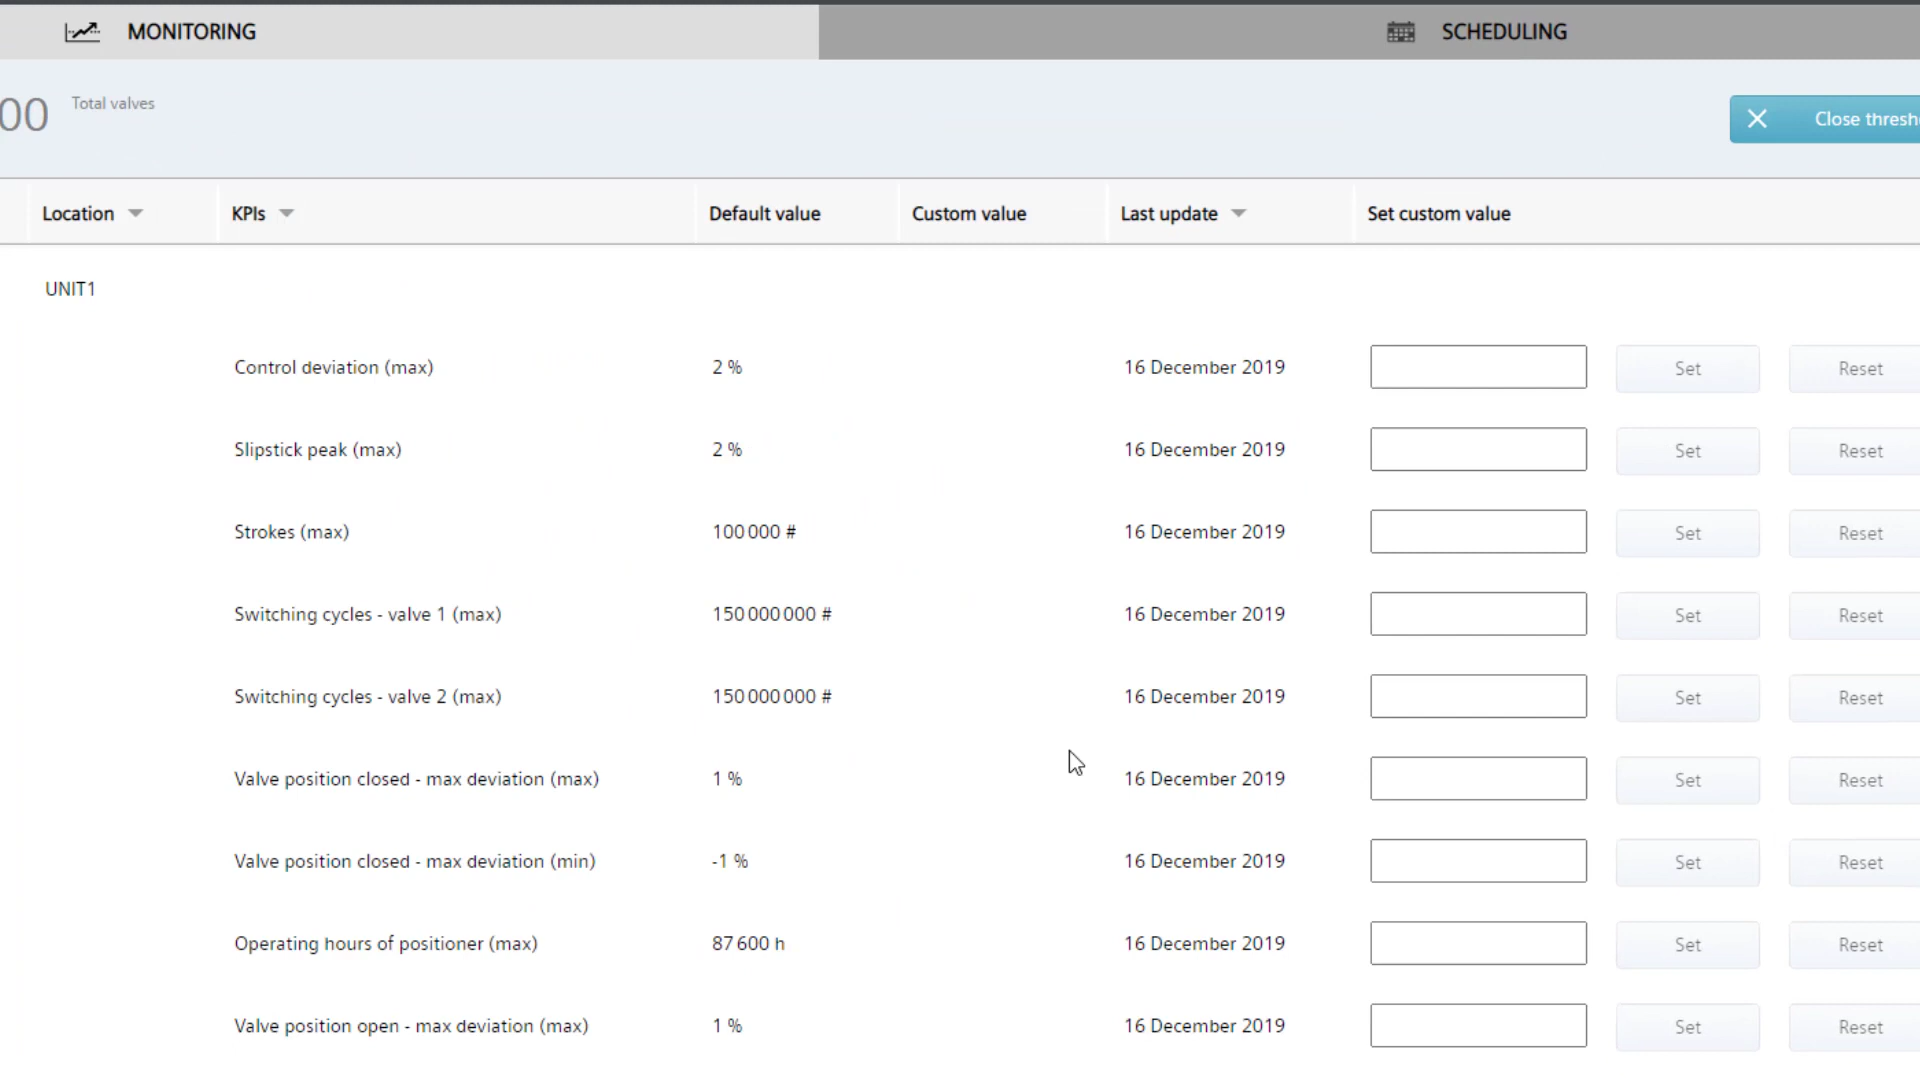 MONITORING
SCHEDULING
00 Total valves
Close thresh
Location KPIs Default value Custom value Last update Set custom value
UNIT1
Control deviation (max) 2 % 16 December 2019 Set Reset
Slipstick peak (max) 2 % 16 December 2019 Set Reset
Strokes (max) 100 000 # 16 December 2019 Set Reset
Switching cycles - valve 1 (max) 150 000 000 # 16 December 2019 Set Reset
Switching cycles - valve 2 (max) 150 000 000 # 16 December 2019 Set Reset
Valve position closed - max deviation (max) 1 % 16 December 2019 Set Reset
Valve position closed - max deviation (min) -1 % 16 December 2019 Set Reset
Operating hours of positioner (max) 87 600 h 16 December 2019 Set Reset
Valve position open - max deviation (max) 1 % 16 December 2019 Set Reset